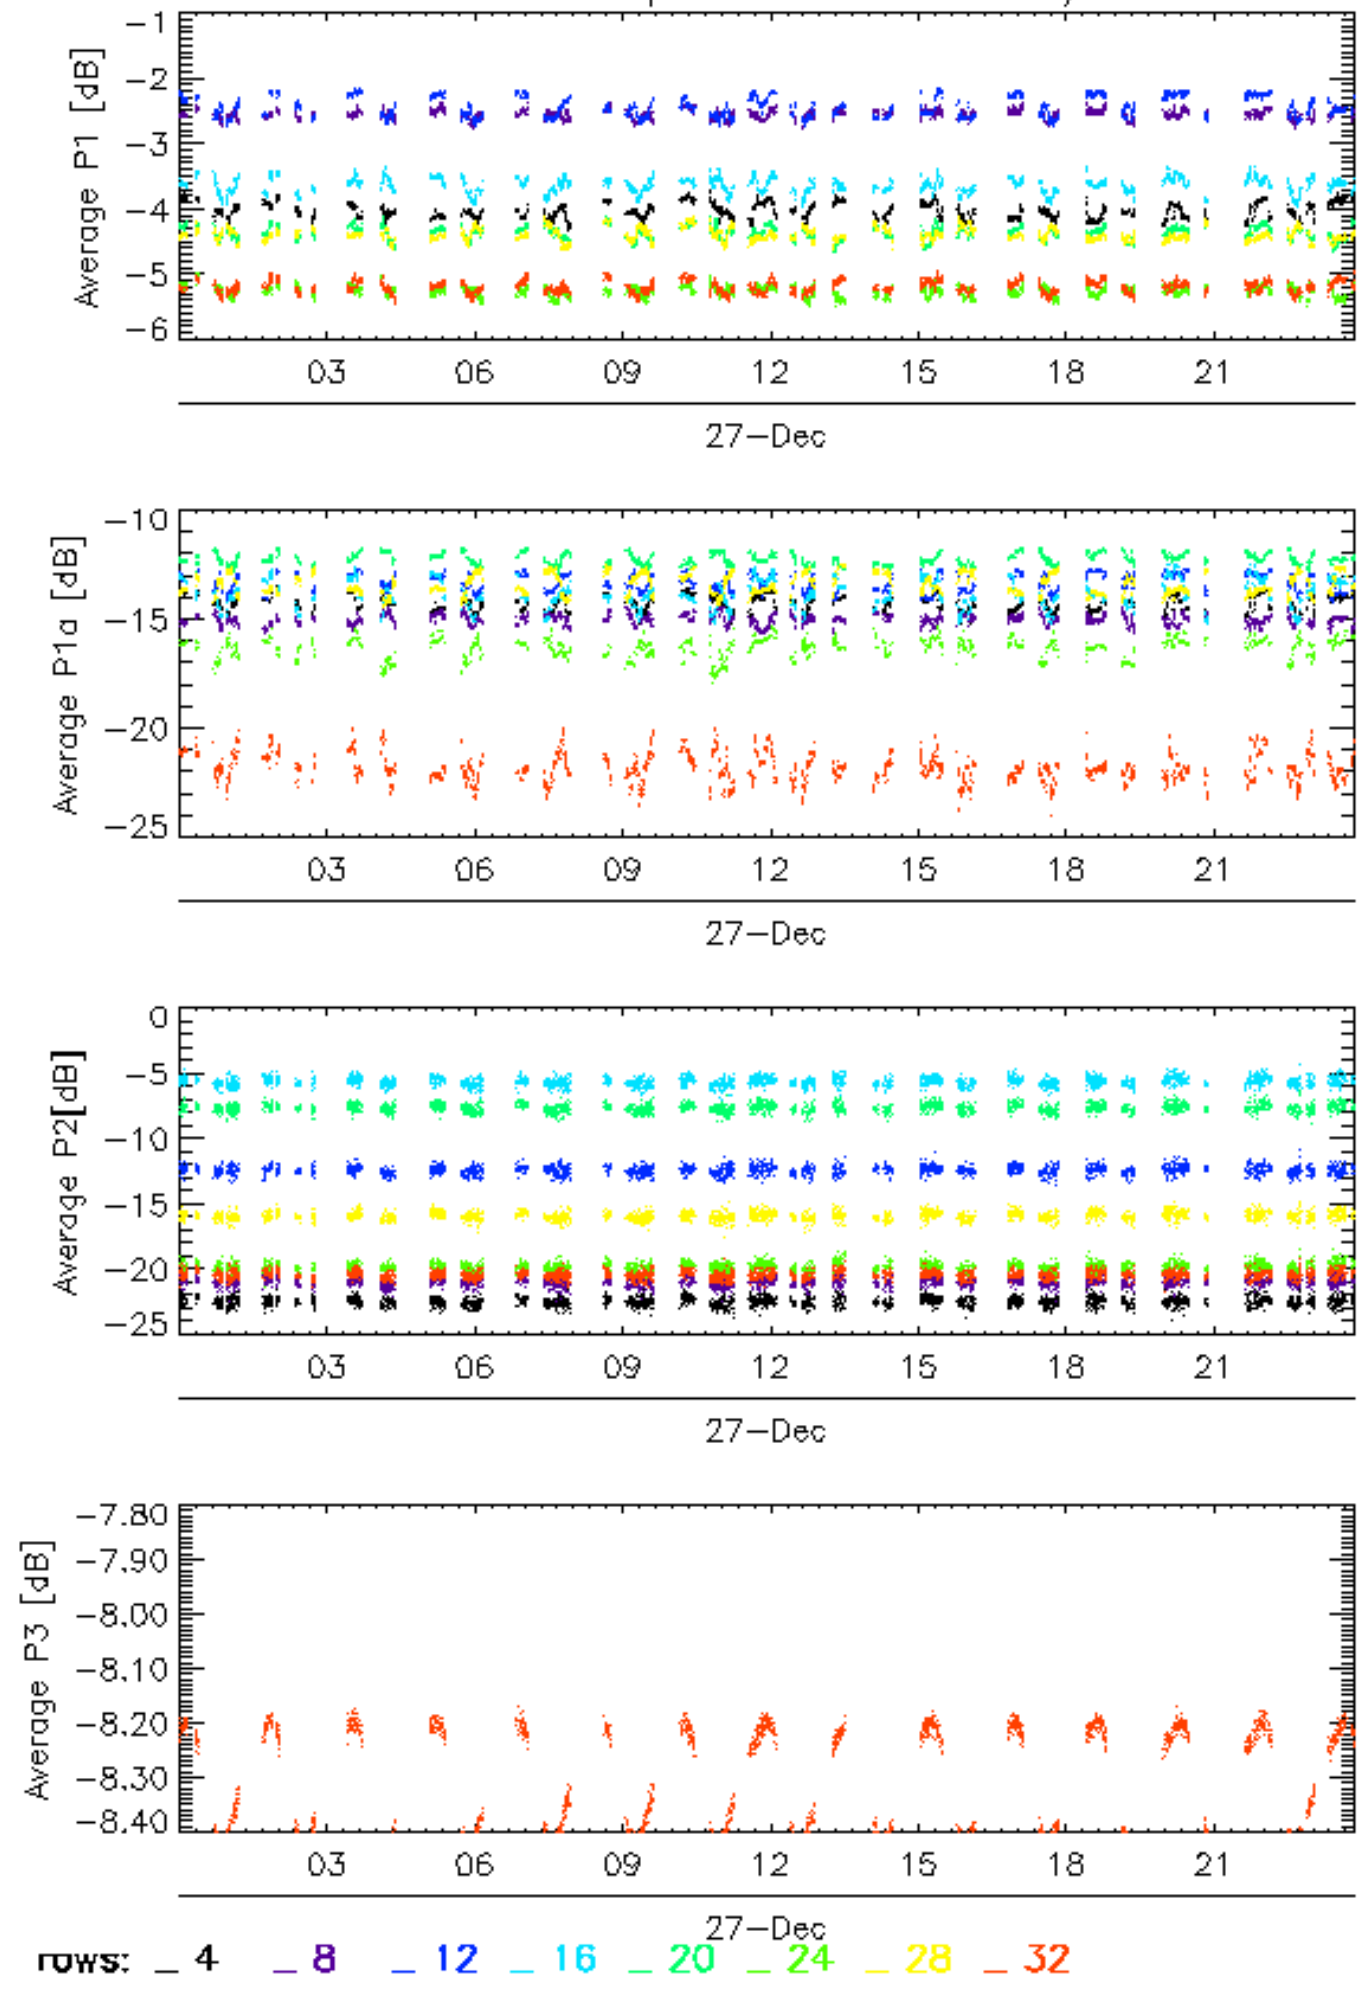 -1
-2
-3
-4
-5
-6
Average P1 [dB]
03 06 09 12 15 18 21
27-Dec
-10
-15
-20
-25
Average P1a [dB]
03 06 09 12 15 18 21
27-Dec
0
-5
-10
-15
-20
-25
Average P2[dB]
03 06 09 12 15 18 21
27-Dec
-7.80
-7.90
-8.00
-8.10
-8.20
-8.30
-8.40
Average P3 [dB]
03 06 09 12 15 18 21
27-Dec
rows: _ 4 _ 8 _ 12 _ 16 _ 20 _ 24 _ 28 _ 32